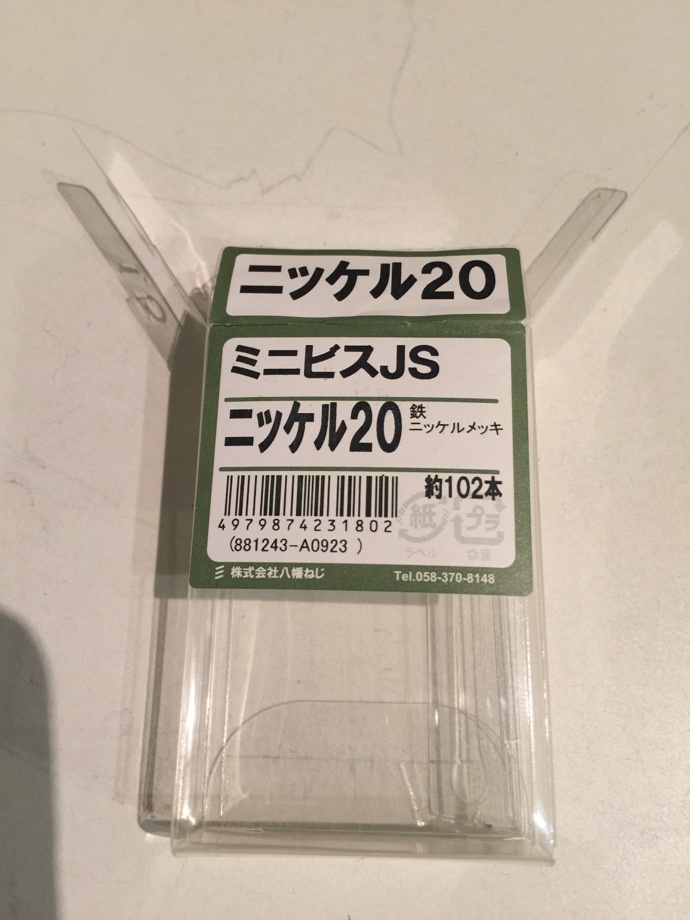 ニッケル20
ミニビスJS
ニッケル20
鉄
ニッケルメッキ
約102本
4979874231802
(881243-A0923 )
紙 プラ
ラベル
株式会社八幡ねじ
Tel.058-370-8148